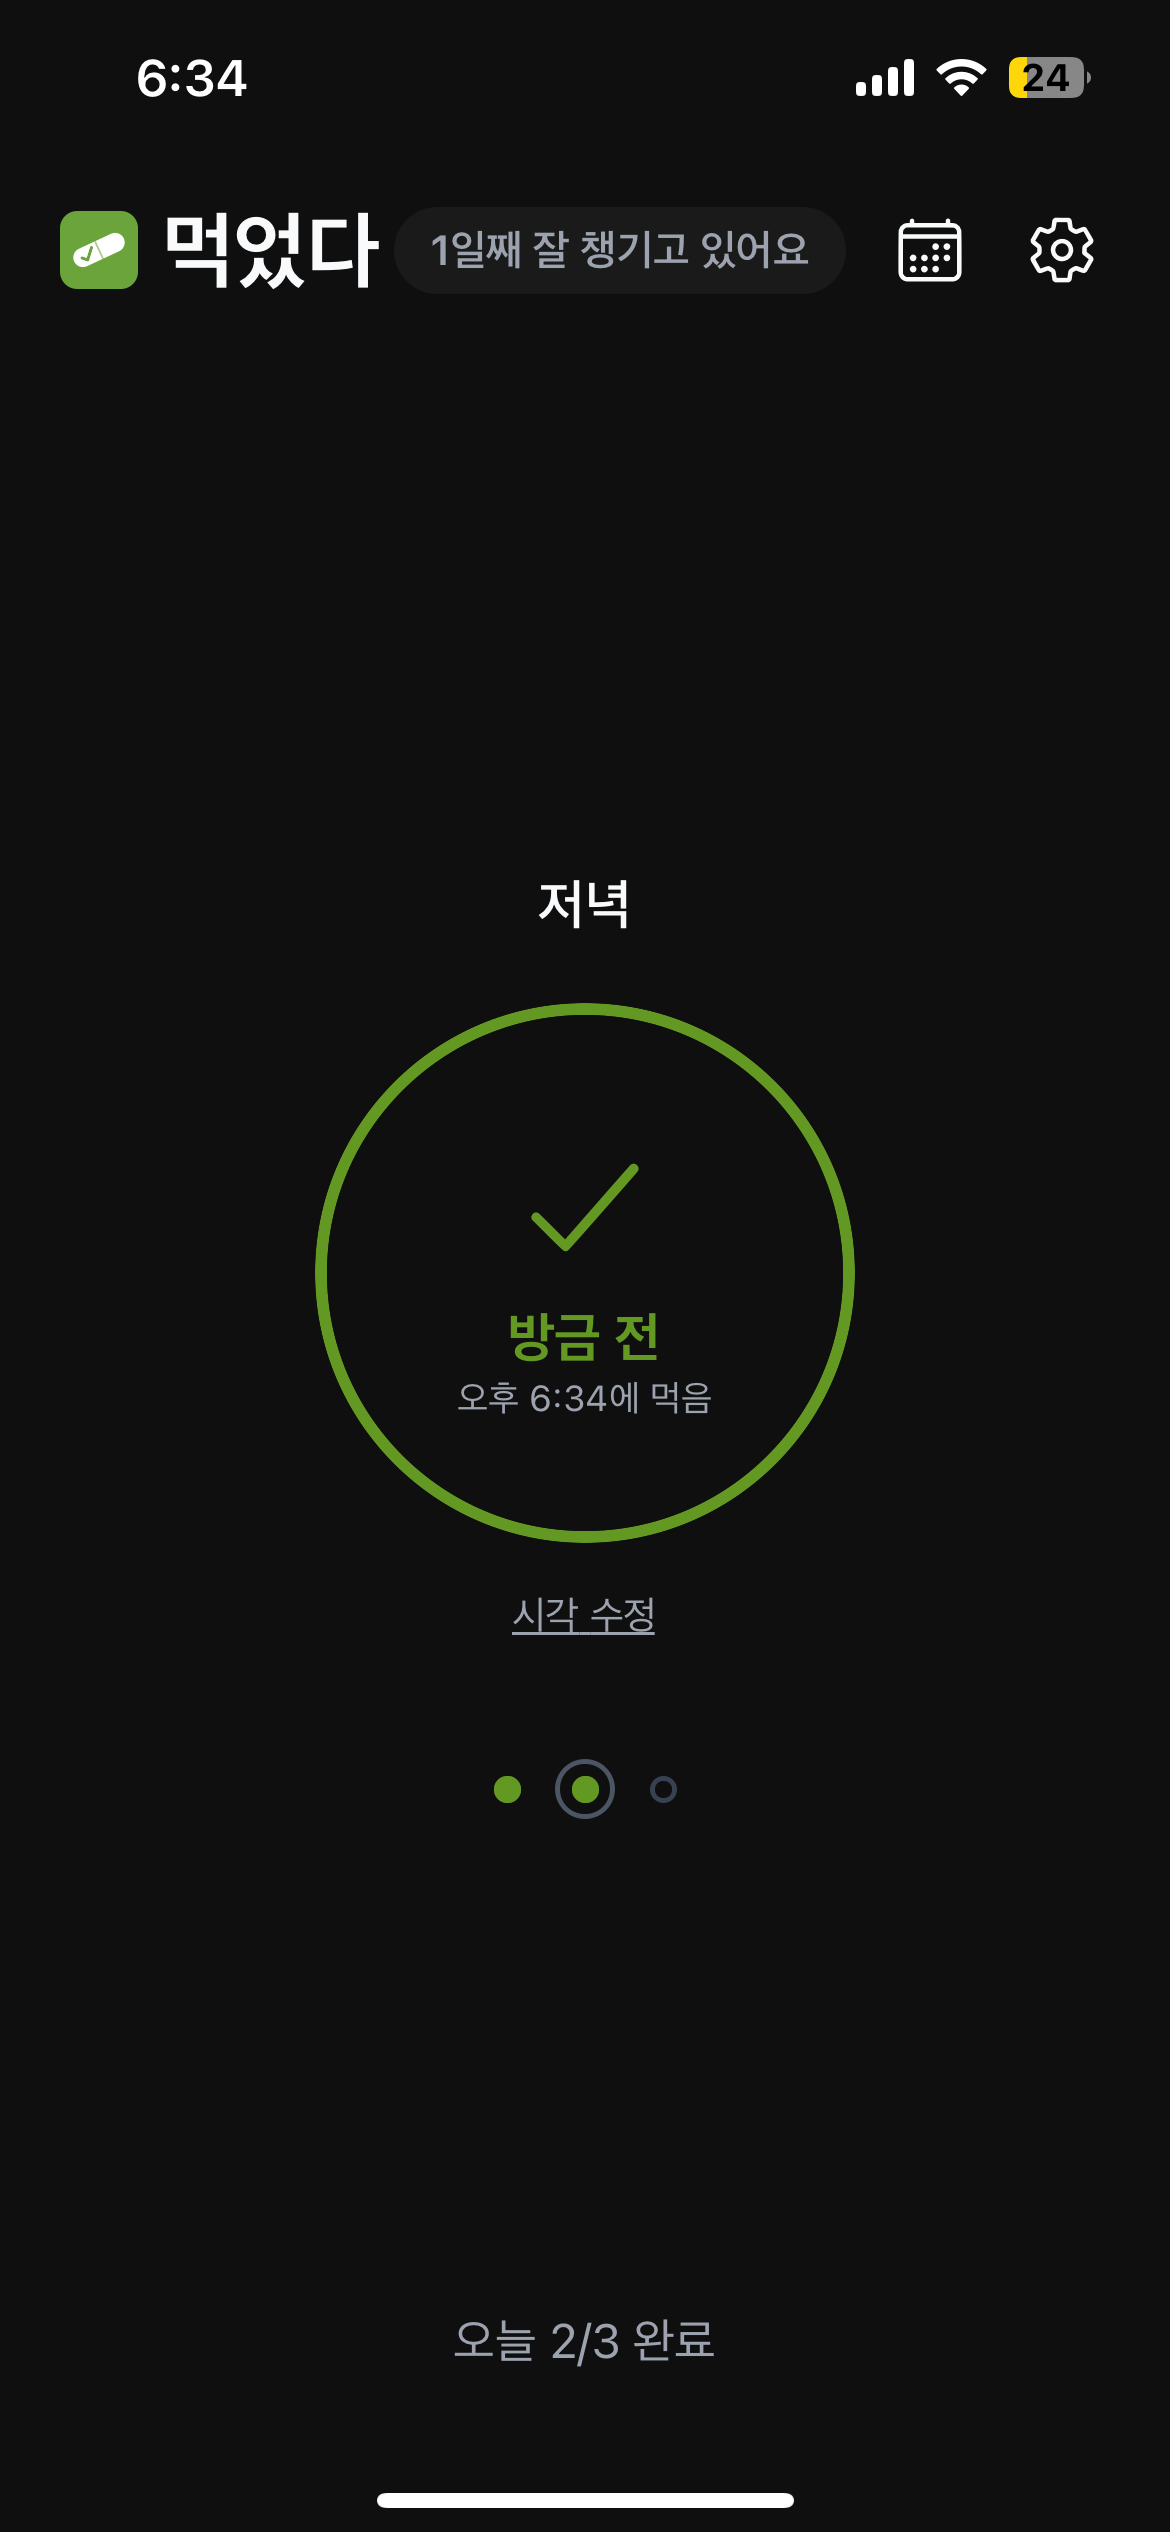 6:34
24
먹었다
1일째 잘 챙기고 있어요
저녁
방금 전
오후 6:34에 먹음
시각 수정
오늘 2/3 완료